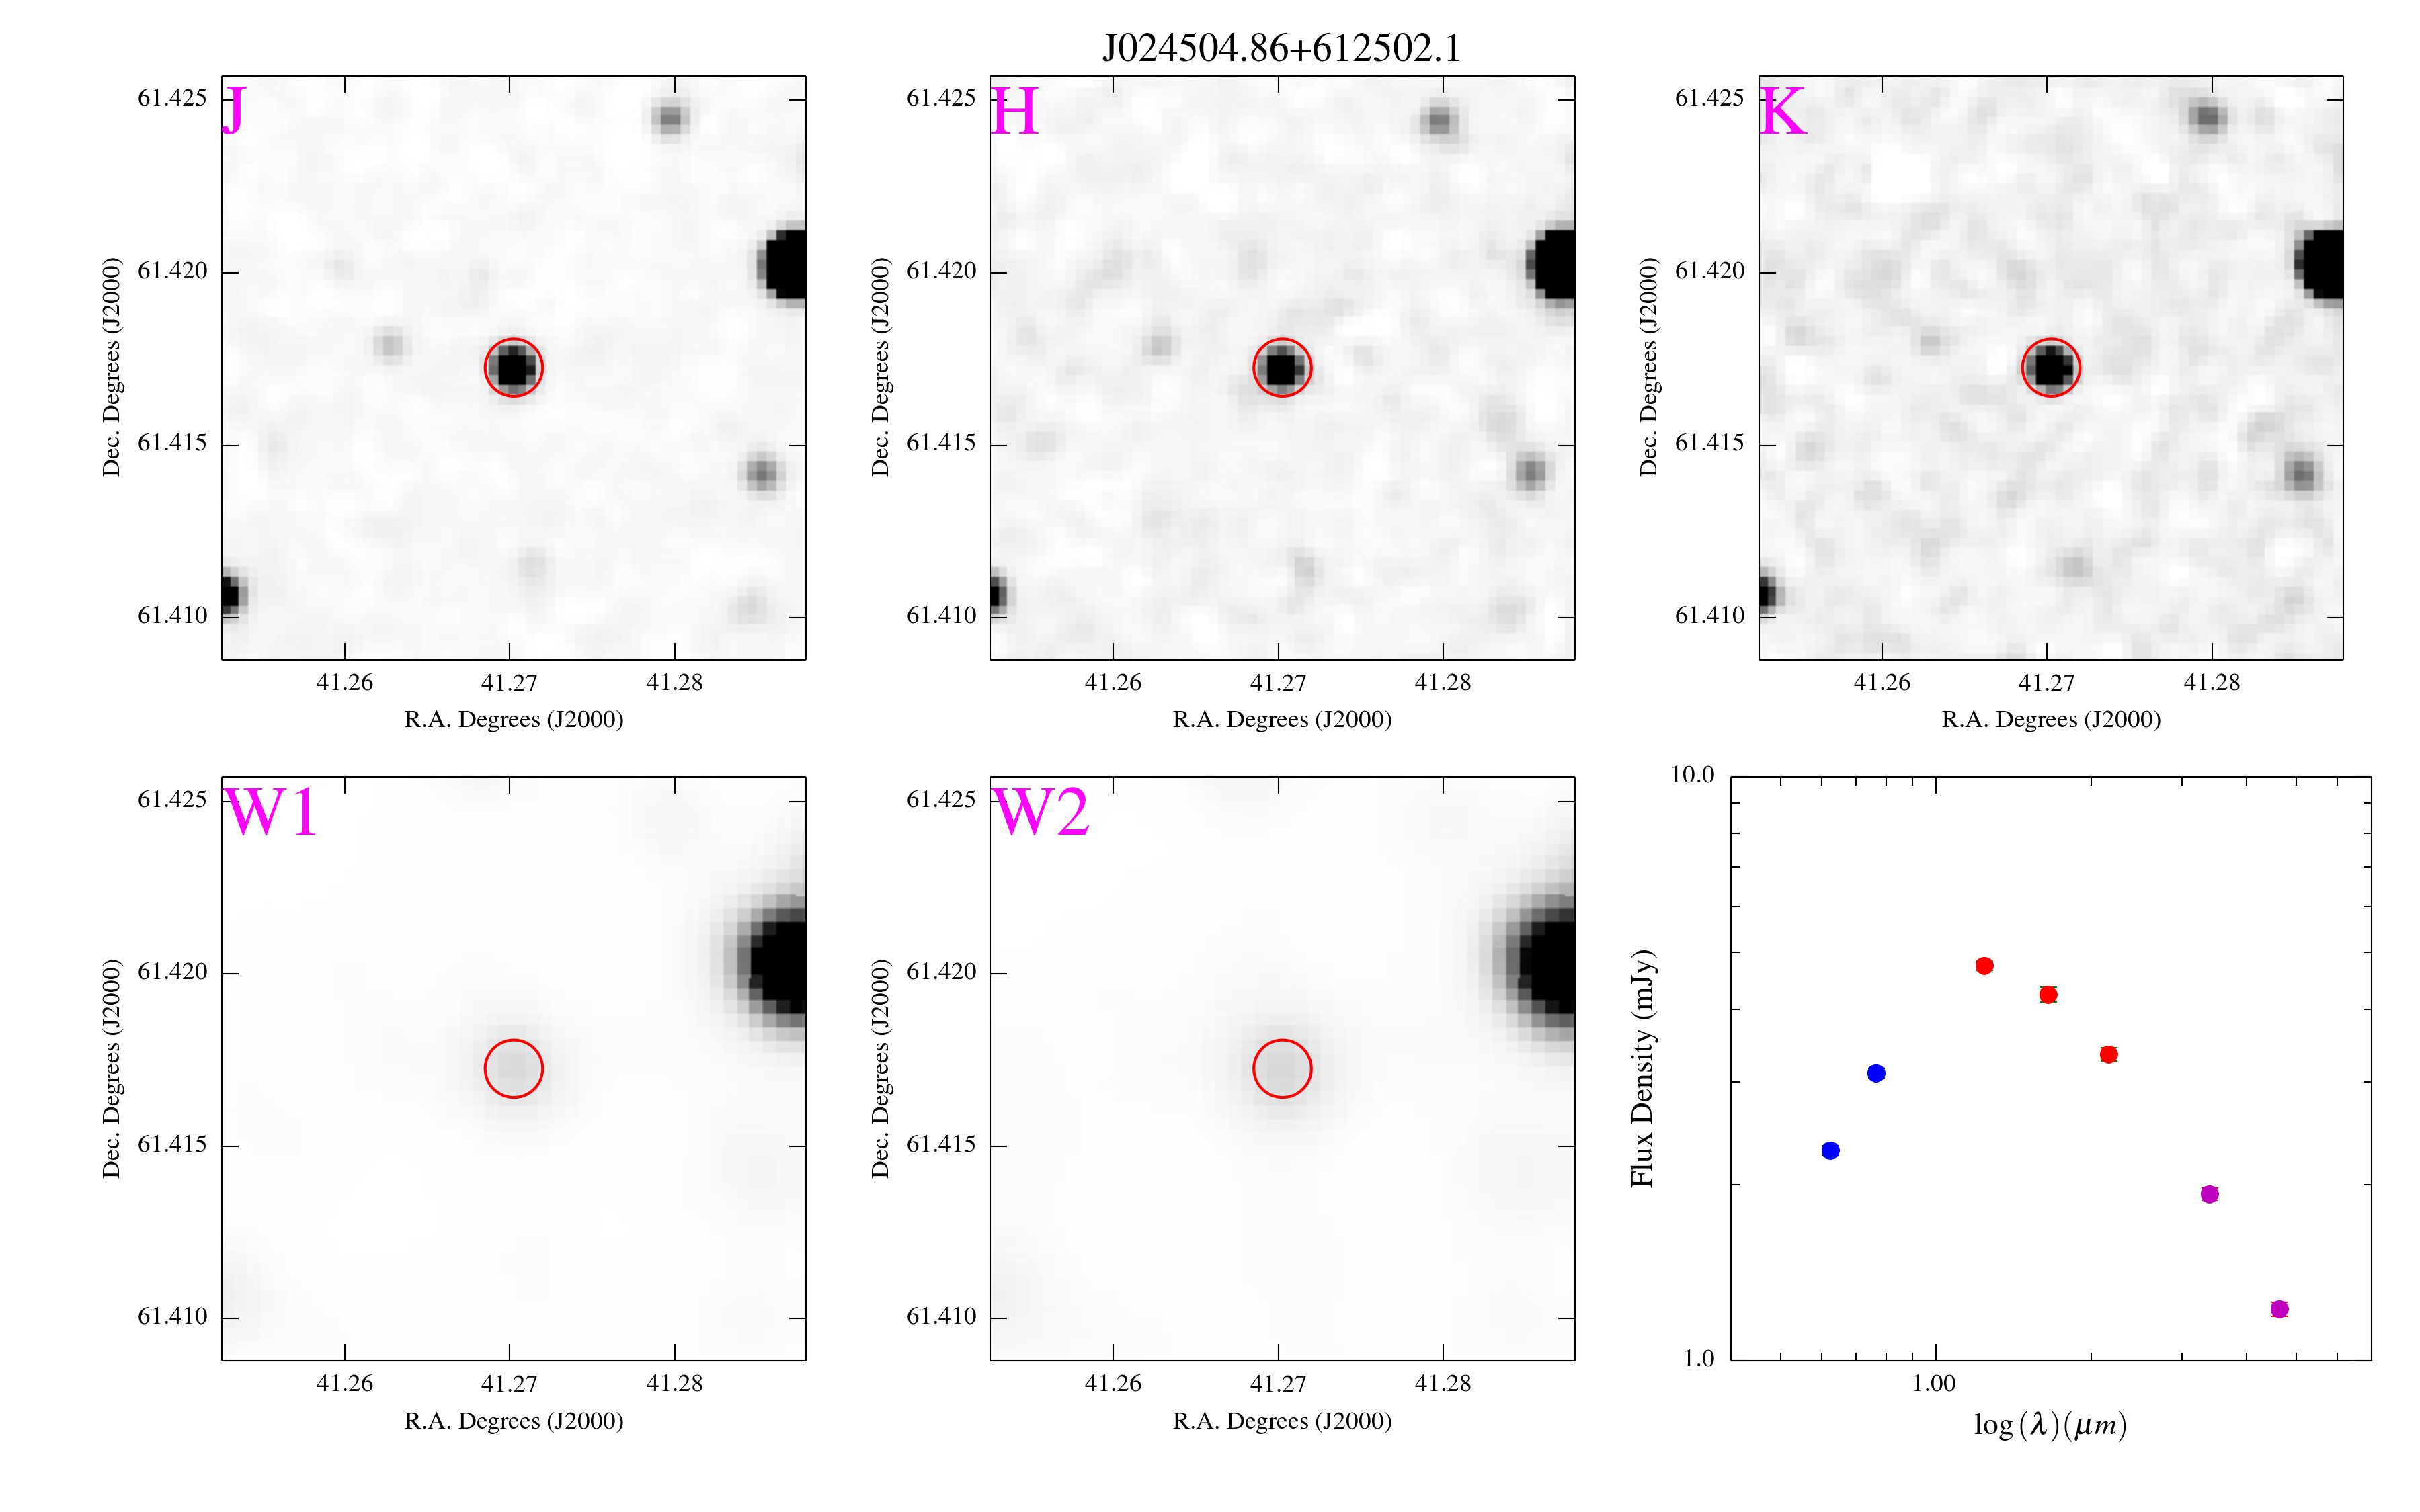 J024504.86+612502.1
J
61.425
61.420
61.415
61.410
Dec. Degrees (J2000)
41.26 41.27 41.28
R.A. Degrees (J2000)
H
61.425
61.420
61.415
61.410
Dec. Degrees (J2000)
41.26 41.27 41.28
R.A. Degrees (J2000)
K
61.425
61.420
61.415
61.410
Dec. Degrees (J2000)
41.26 41.27 41.28
R.A. Degrees (J2000)
W1
61.425
61.420
61.415
61.410
Dec. Degrees (J2000)
41.26 41.27 41.28
R.A. Degrees (J2000)
W2
61.425
61.420
61.415
61.410
Dec. Degrees (J2000)
41.26 41.27 41.28
R.A. Degrees (J2000)
10.0
1.0
Flux Density (mJy)
1.00
log (λ)(μm)